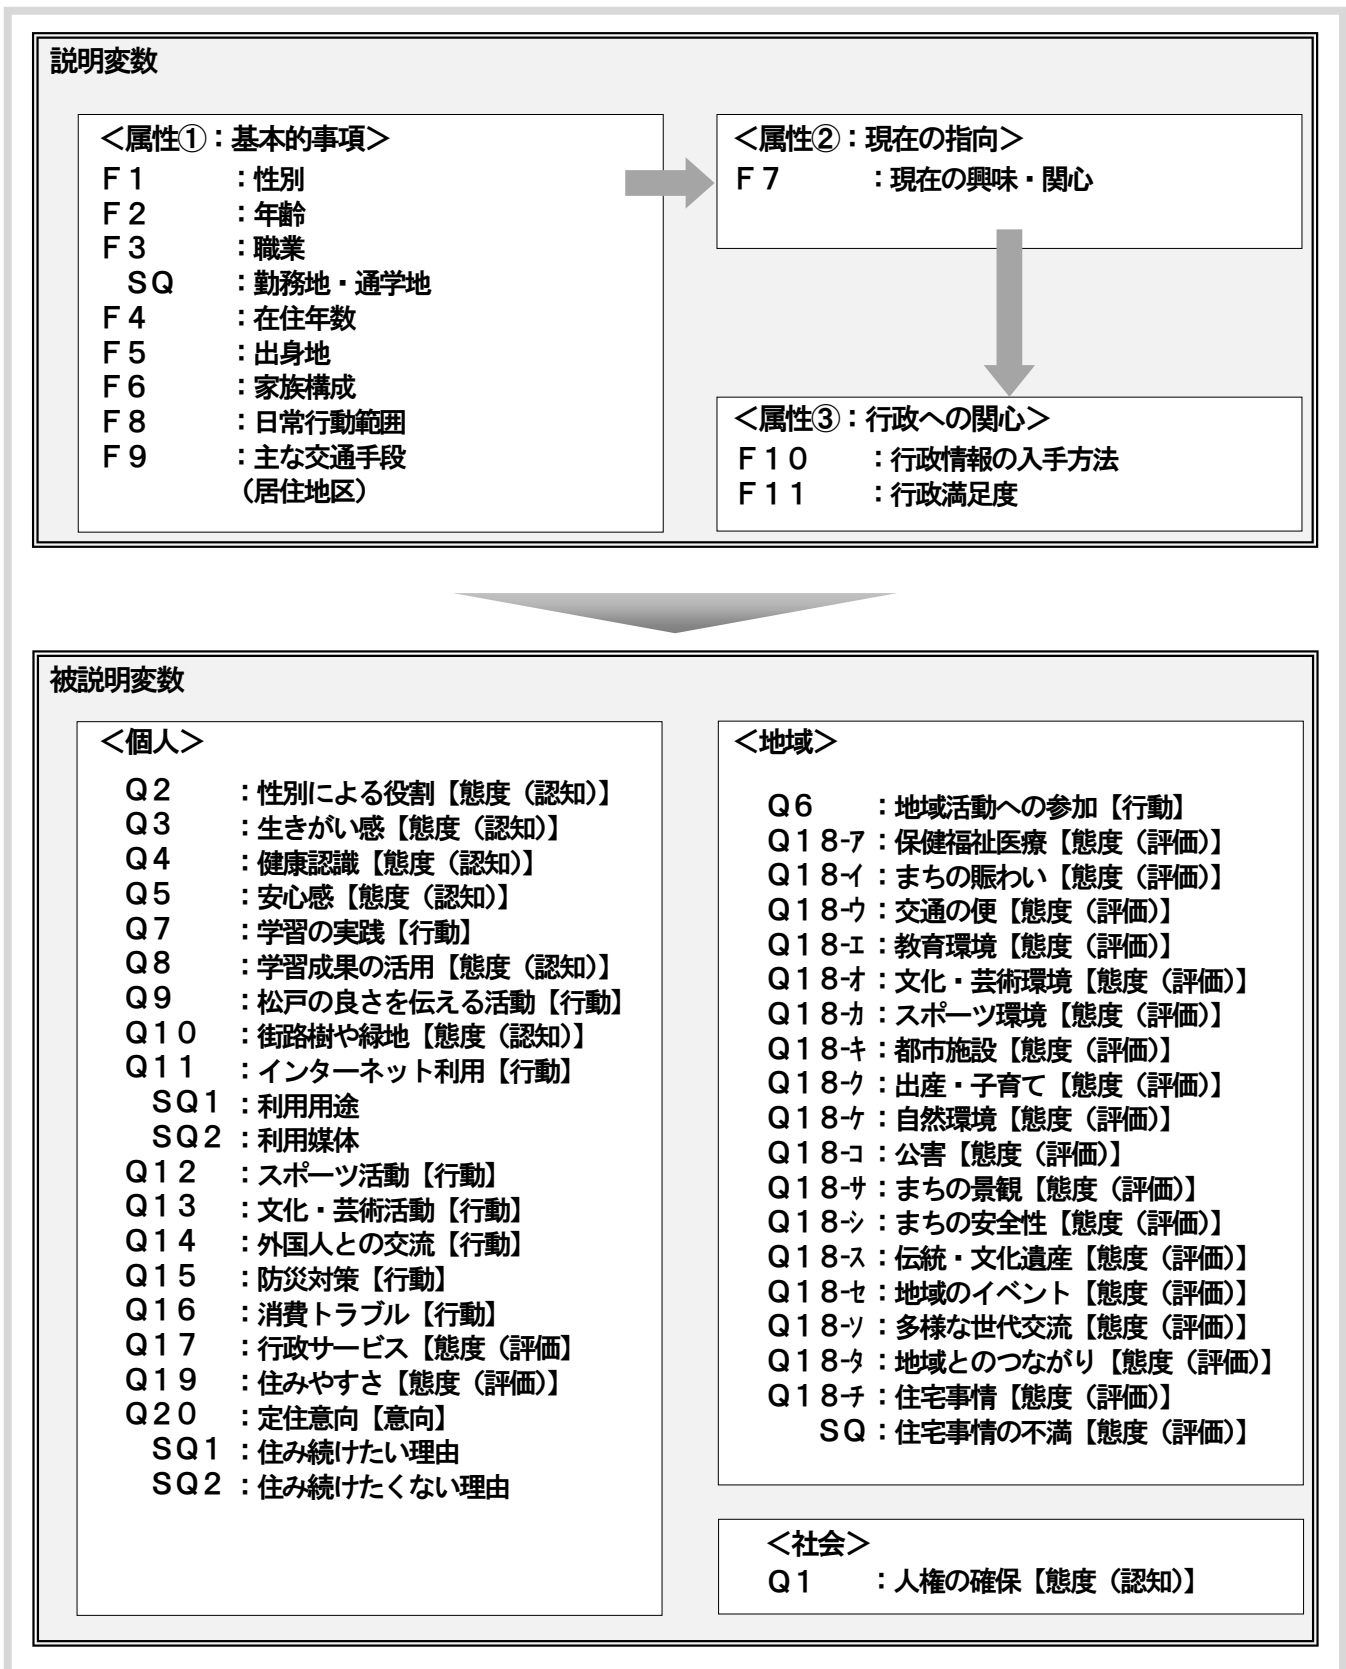 説明変数
＜属性①：基本的事項＞
Ｆ１：性別
Ｆ２：年齢
Ｆ３：職業
ＳＱ：勤務地・通学地
Ｆ４：在住年数
Ｆ５：出身地
Ｆ６：家族構成
Ｆ８：日常行動範囲
Ｆ９：主な交通手段
（居住地区）
＜属性②：現在の指向＞
Ｆ７：現在の興味・関心
＜属性③：行政への関心＞
Ｆ１０：行政情報の入手方法
Ｆ１１：行政満足度
被説明変数
＜個人＞
Ｑ２：性別による役割【態度（認知）】
Ｑ３：生きがい感【態度（認知）】
Ｑ４：健康認識【態度（認知）】
Ｑ５：安心感【態度（認知）】
Ｑ７：学習の実践【行動】
Ｑ８：学習成果の活用【態度（認知）】
Ｑ９：松戸の良さを伝える活動【行動】
Ｑ１０：街路樹や緑地【態度（認知）】
Ｑ１１：インターネット利用【行動】
ＳＱ１：利用用途
ＳＱ２：利用媒体
Ｑ１２：スポーツ活動【行動】
Ｑ１３：文化・芸術活動【行動】
Ｑ１４：外国人との交流【行動】
Ｑ１５：防災対策【行動】
Ｑ１６：消費トラブル【行動】
Ｑ１７：行政サービス【態度（評価】
Ｑ１９：住みやすさ【態度（評価）】
Ｑ２０：定住意向【意向】
ＳＱ１：住み続けたい理由
ＳＱ２：住み続けたくない理由
＜地域＞
Ｑ６：地域活動への参加【行動】
Ｑ１８-ｱ：保健福祉医療【態度（評価）】
Ｑ１８-ｲ：まちの賑わい【態度（評価）】
Ｑ１８-ｳ：交通の便【態度（評価）】
Ｑ１８-ｴ：教育環境【態度（評価）】
Ｑ１８-ｵ：文化・芸術環境【態度（評価）】
Ｑ１８-ｶ：スポーツ環境【態度（評価）】
Ｑ１８-ｷ：都市施設【態度（評価）】
Ｑ１８-ｸ：出産・子育て【態度（評価）】
Ｑ１８-ｹ：自然環境【態度（評価）】
Ｑ１８-ｺ：公害【態度（評価）】
Ｑ１８-ｻ：まちの景観【態度（評価）】
Ｑ１８-ｼ：まちの安全性【態度（評価）】
Ｑ１８-ｽ：伝統・文化遺産【態度（評価）】
Ｑ１８-ｾ：地域のイベント【態度（評価）】
Ｑ１８-ｿ：多様な世代交流【態度（評価）】
Ｑ１８-ﾀ：地域とのつながり【態度（評価）】
Ｑ１８-ﾁ：住宅事情【態度（評価）】
ＳＱ：住宅事情の不満【態度（評価）】
＜社会＞
Ｑ１：人権の確保【態度（認知）】